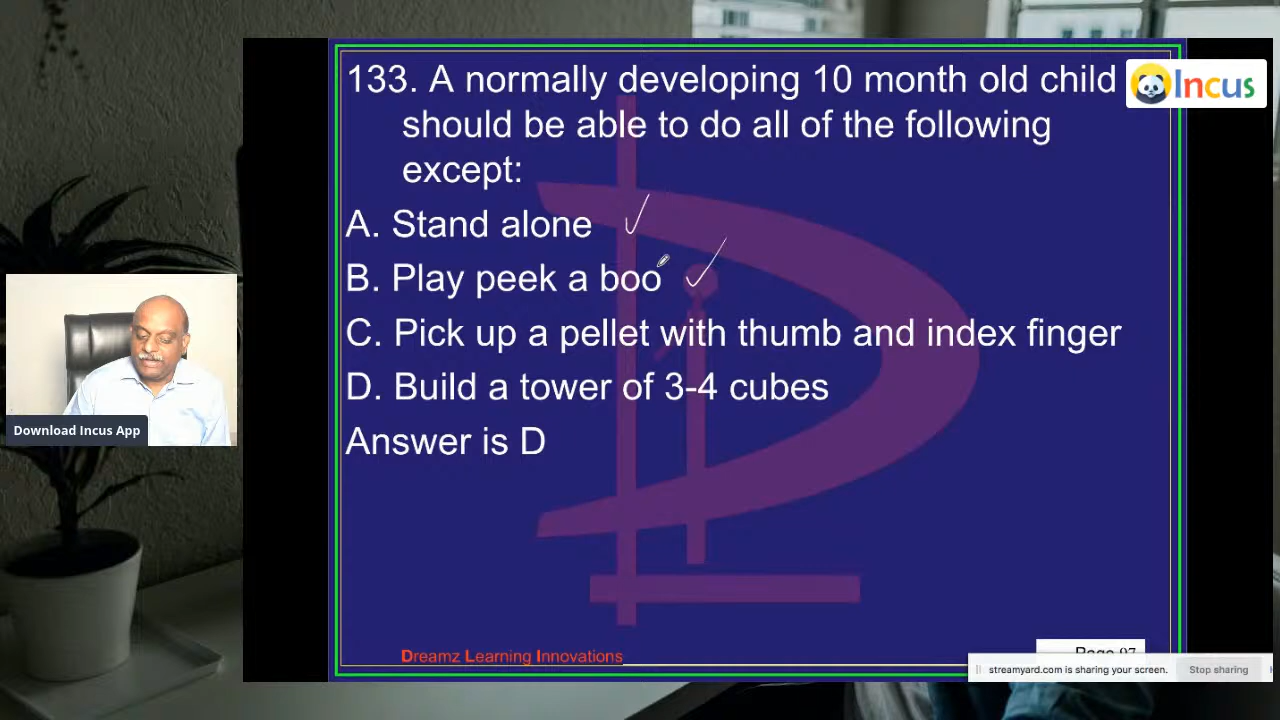 133. A normally developing 10 month old child
should be able to do all of the following
except:
A. Stand alone
B. Play peek a boo
C. Pick up a pellet with thumb and index finger
D. Build a tower of 3-4 cubes
Answer is D
Incus
Download Incus App
Dreamz Learning Innovations
Page 97
streamyard.com is sharing your screen.
Stop sharing